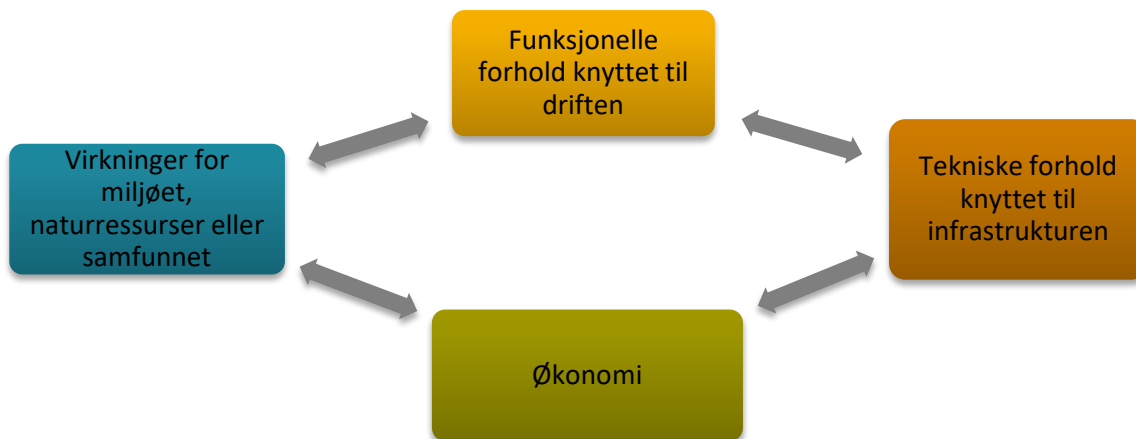 Funksjonelle
forhold knyttet til
driften
Virkninger for
miljøet,
naturressurser eller
samfunnet
Tekniske forhold
knyttet til
infrastrukturen
Økonomi